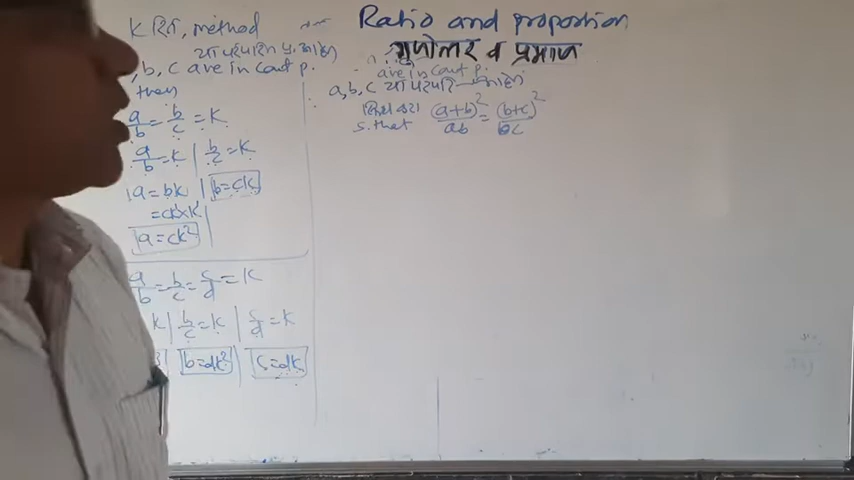 Ratio and proportion
गुणोत्तर व प्रमाण
K रित, method
a, b, c are in cont p.
then
a/b = b/c = K
a/b = K | b/c = K
a = bk | b = ck
= ck × k
a = ck²
a/b = b/c = c/d = K
K | b/c = K | c/d = K
b = dk² | c = dk
are in cont p.
a, b, c
s. that (a+b)²/ab = (b+c)²/bc